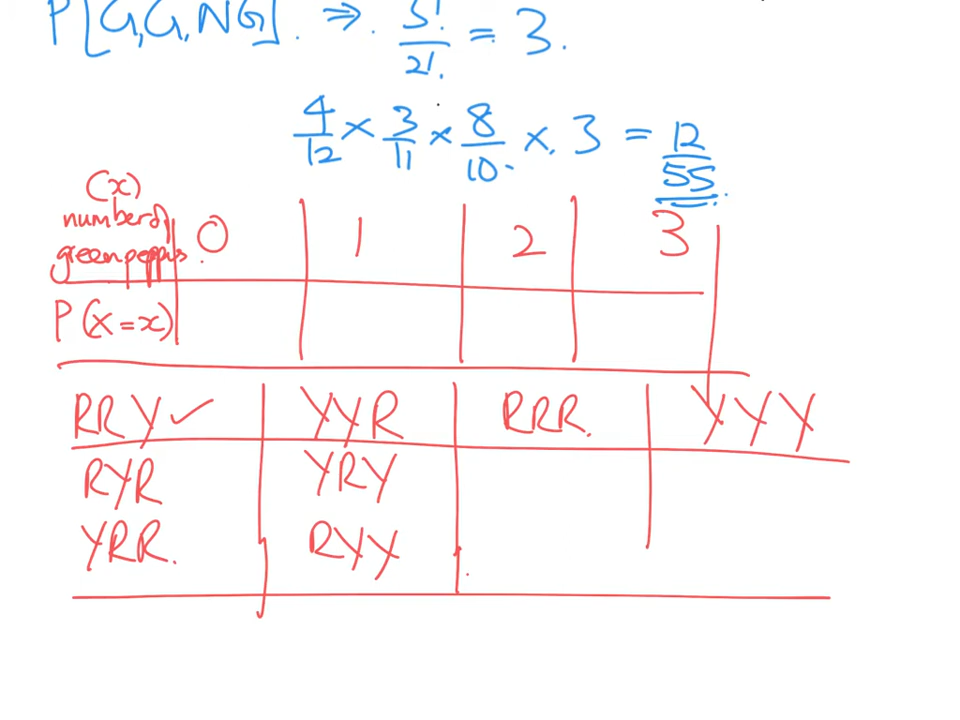 P[G,G,NG]. ⇒ 3!/2! = 3.
4/12 × 3/11 × 8/10 × 3 = 12/55
(x)
number of
green peppers. 0 1 2 3
P(X=x)
RRY✓ YYR RRR. YYY
RYR YRY
YRR. RYY